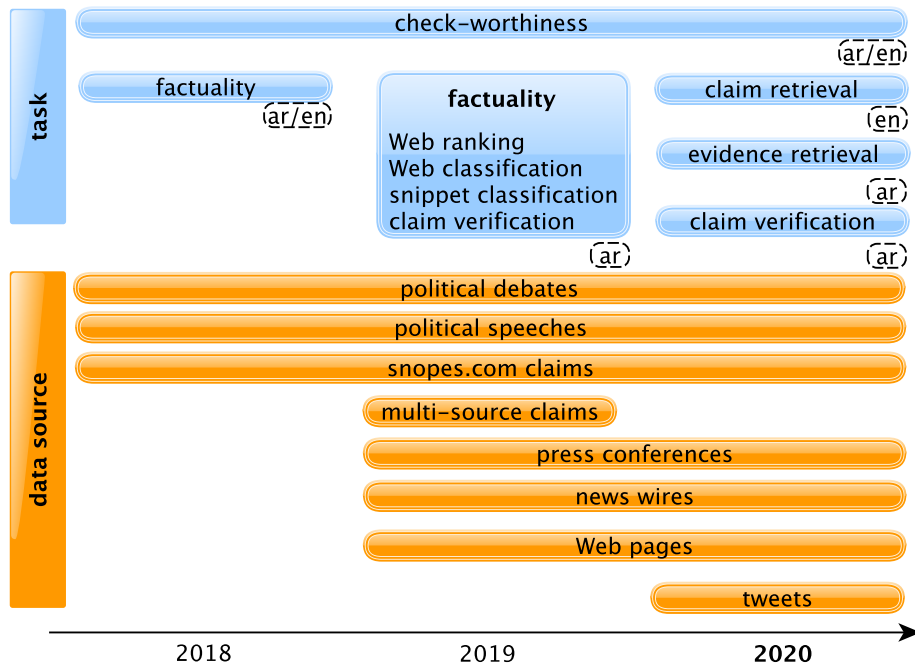 task
check-worthiness
ar/en
factuality
ar/en
factuality
Web ranking
Web classification
snippet classification
claim verification
ar
claim retrieval
en
evidence retrieval
ar
claim verification
ar
data source
political debates
political speeches
snopes.com claims
multi-source claims
press conferences
news wires
Web pages
tweets
2018
2019
2020